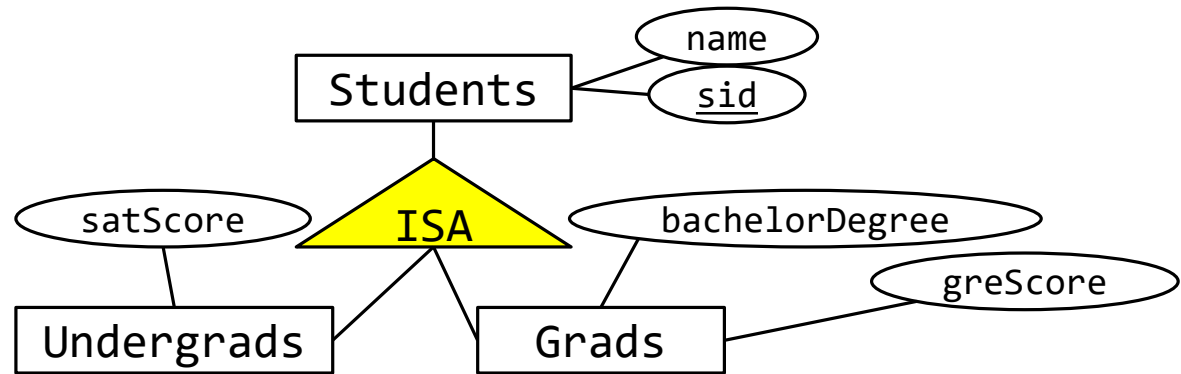 name
Students
sid
satScore
ISA
bachelorDegree
greScore
Undergrads
Grads